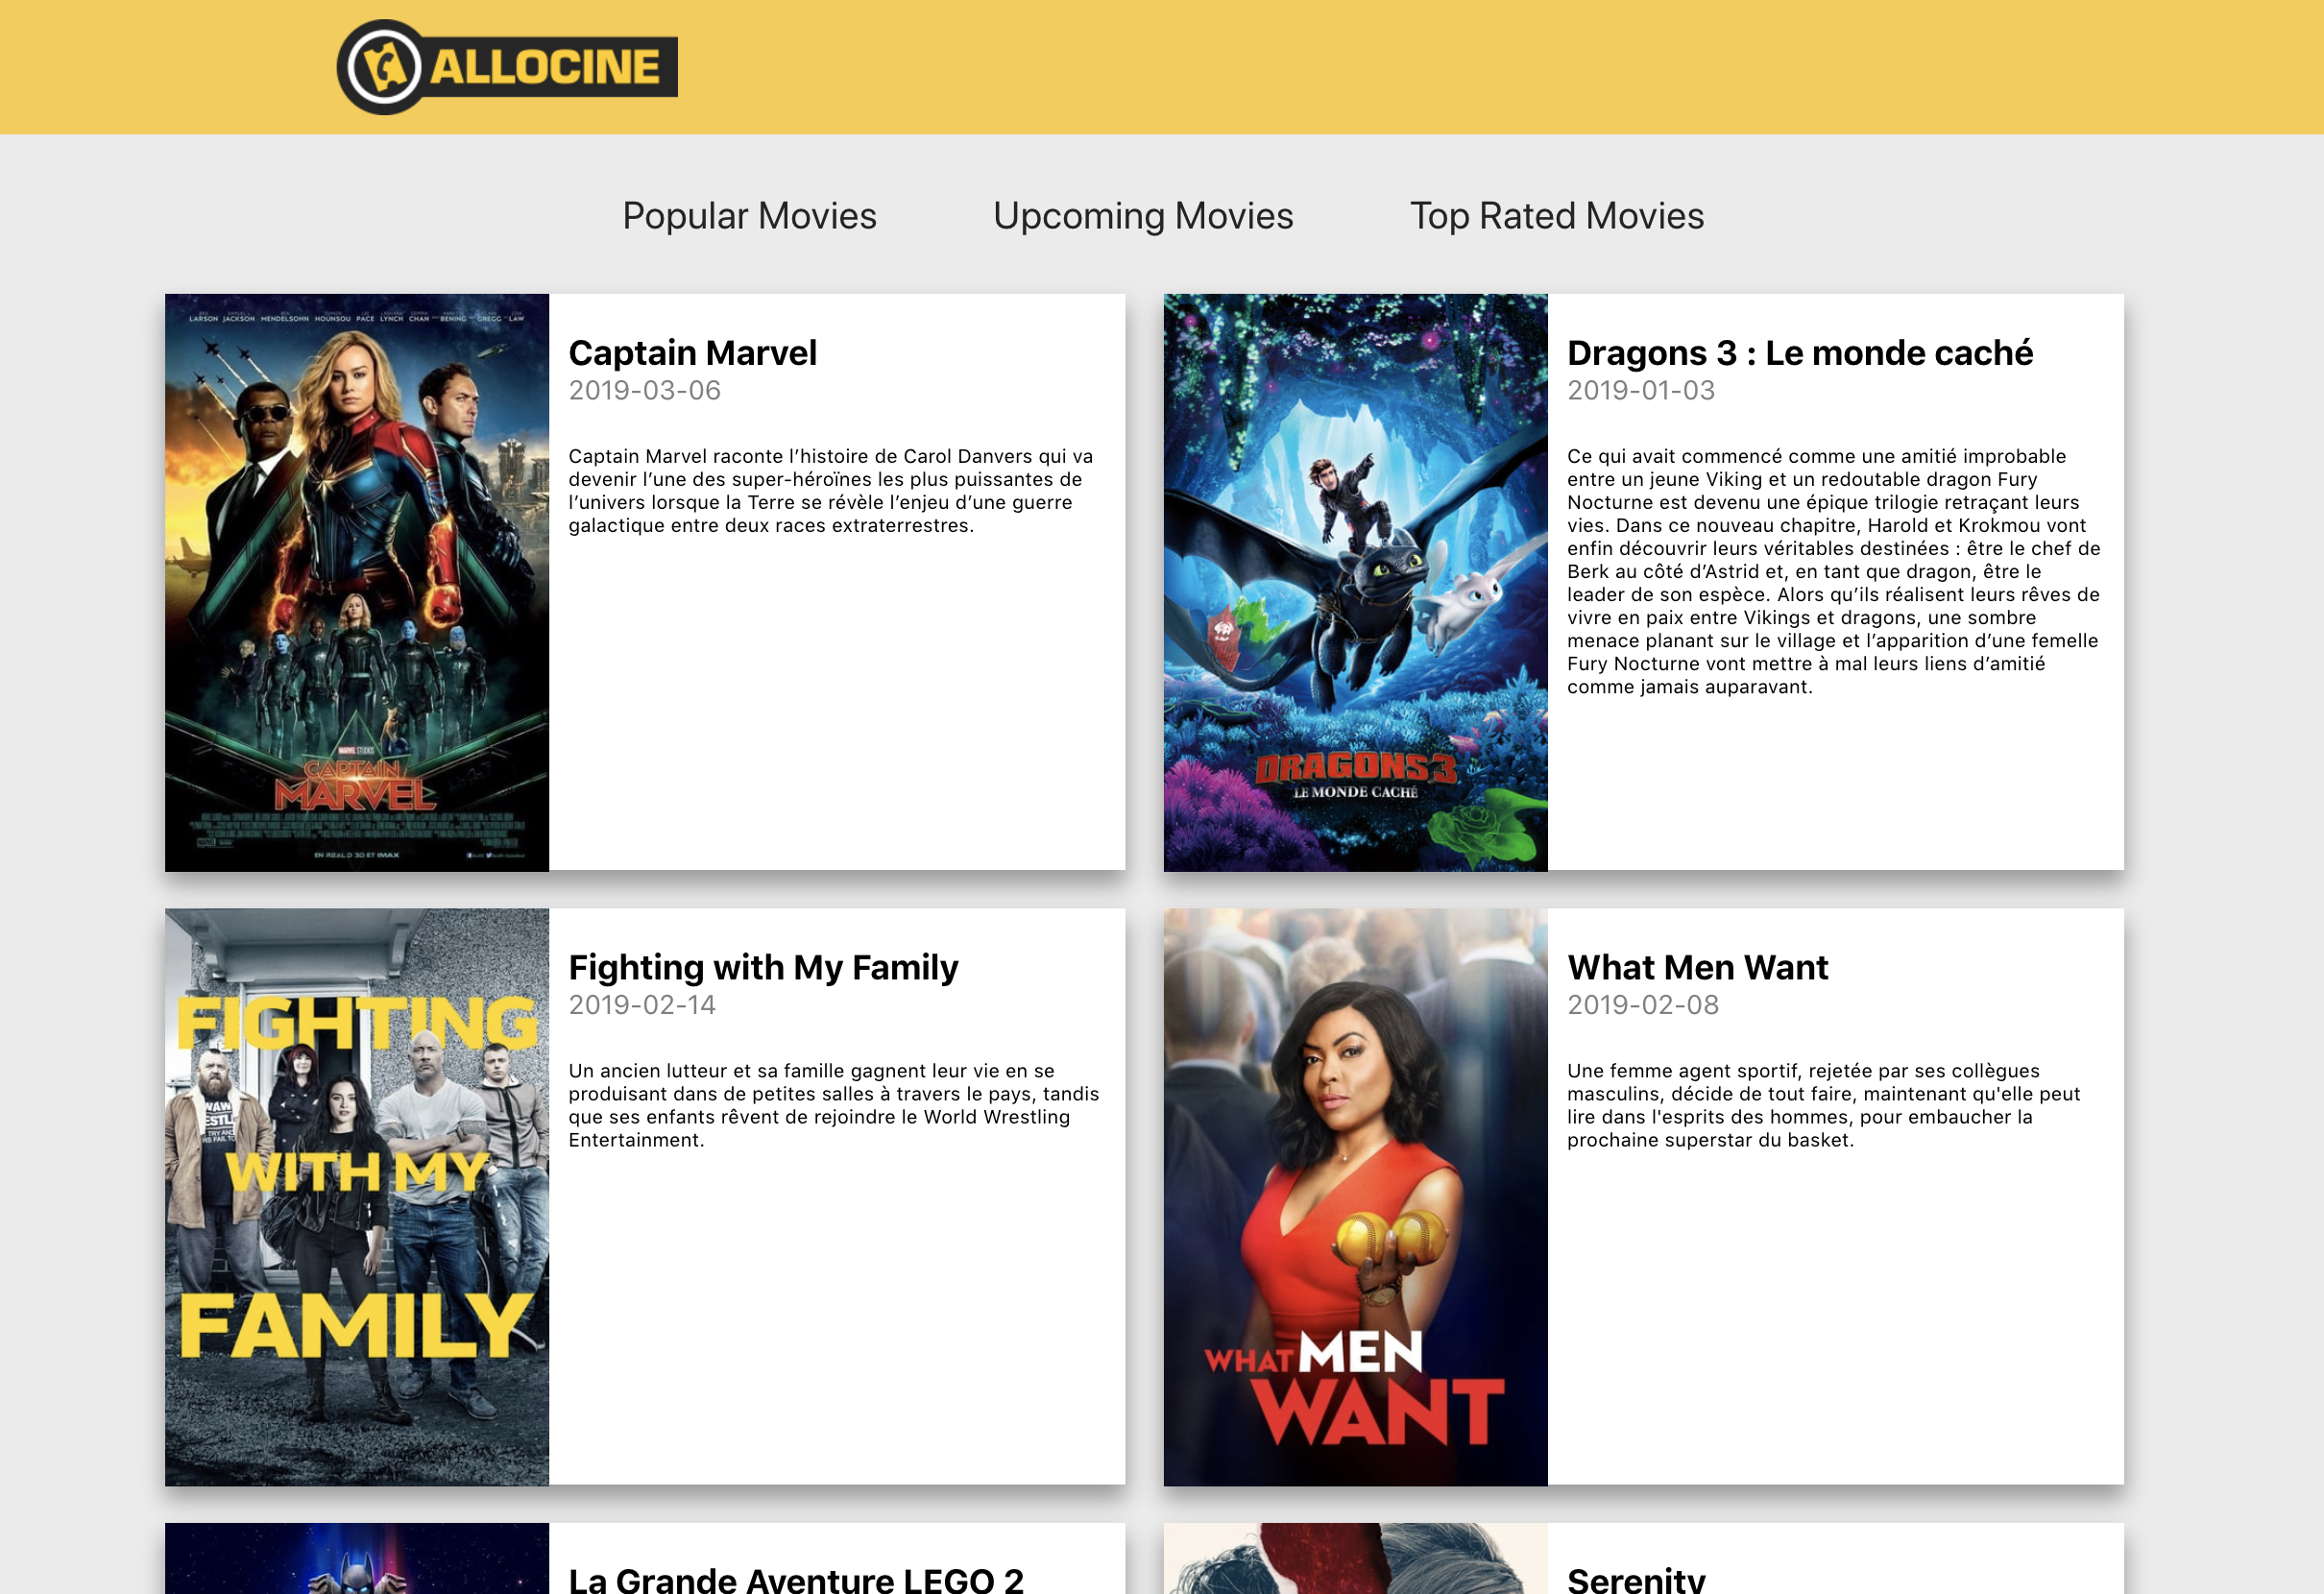 ALLOCINE
Popular Movies
Upcoming Movies
Top Rated Movies
LARSON JACKSON MENDELSOHN HOUNSOU PACE LYNCH CHAN BENING GREGG LAW
MARVEL STUDIOS
CAPTAIN
MARVEL
EN REALD 3D ET IMAX
Captain Marvel
2019-03-06
Captain Marvel raconte l’histoire de Carol Danvers qui va
devenir l’une des super-héroïnes les plus puissantes de
l’univers lorsque la Terre se révèle l’enjeu d’une guerre
galactique entre deux races extraterrestres.
DRAGONS 3
LE MONDE CACHÉ
Dragons 3 : Le monde caché
2019-01-03
Ce qui avait commencé comme une amitié improbable
entre un jeune Viking et un redoutable dragon Fury
Nocturne est devenu une épique trilogie retraçant leurs
vies. Dans ce nouveau chapitre, Harold et Krokmou vont
enfin découvrir leurs véritables destinées : être le chef de
Berk au côté d’Astrid et, en tant que dragon, être le
leader de son espèce. Alors qu’ils réalisent leurs rêves de
vivre en paix entre Vikings et dragons, une sombre
menace planant sur le village et l’apparition d’une femelle
Fury Nocturne vont mettre à mal leurs liens d’amitié
comme jamais auparavant.
FIGHTING
WITH MY
FAMILY
Fighting with My Family
2019-02-14
Un ancien lutteur et sa famille gagnent leur vie en se
produisant dans de petites salles à travers le pays, tandis
que ses enfants rêvent de rejoindre le World Wrestling
Entertainment.
WHAT MEN
WANT
What Men Want
2019-02-08
Une femme agent sportif, rejetée par ses collègues
masculins, décide de tout faire, maintenant qu'elle peut
lire dans l'esprits des hommes, pour embaucher la
prochaine superstar du basket.
La Grande Aventure LEGO 2
Serenity